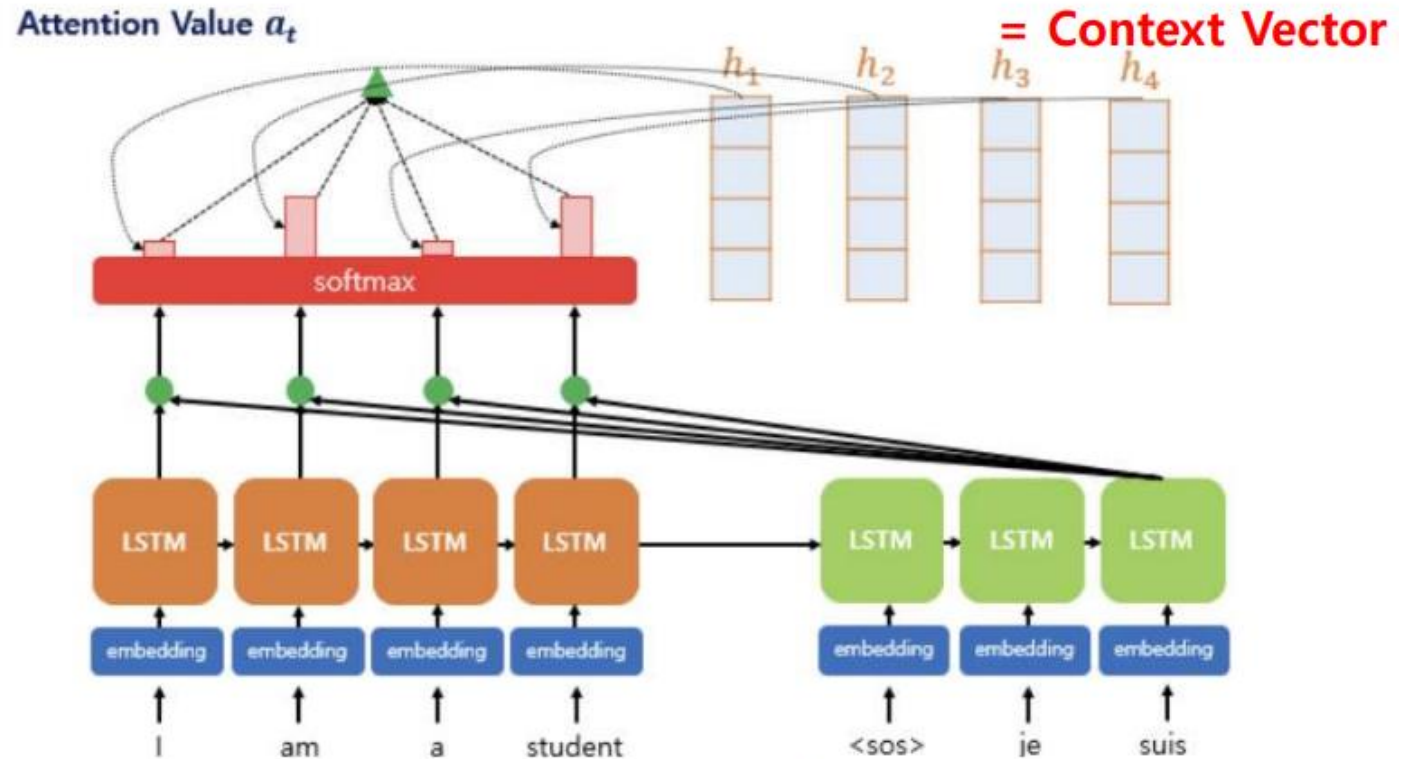 Attention Value a_t
= Context Vector
h_1 h_2 h_3 h_4
softmax
LSTM LSTM LSTM LSTM LSTM LSTM LSTM
embedding embedding embedding embedding embedding embedding embedding
I am a student <sos> je suis